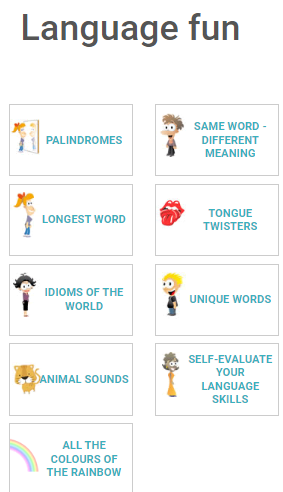 Language fun
PALINDROMES
SAME WORD -
DIFFERENT
MEANING
LONGEST WORD
TONGUE
TWISTERS
IDIOMS OF THE
WORLD
UNIQUE WORDS
ANIMAL SOUNDS
SELF-EVALUATE
YOUR
LANGUAGE
SKILLS
ALL THE
COLOURS OF
THE RAINBOW